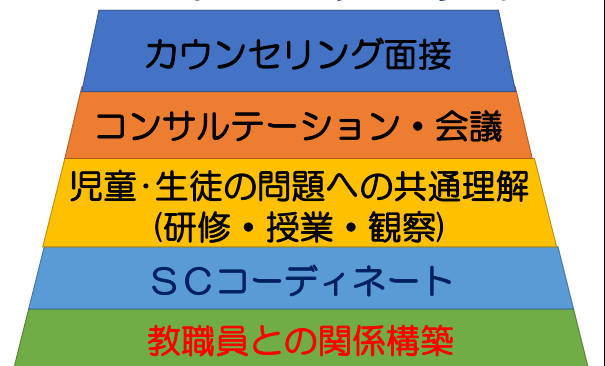 カウンセリング面接
コンサルテーション・会議
児童・生徒の問題への共通理解
(研修・授業・観察)
ＳＣコーディネート
教職員との関係構築